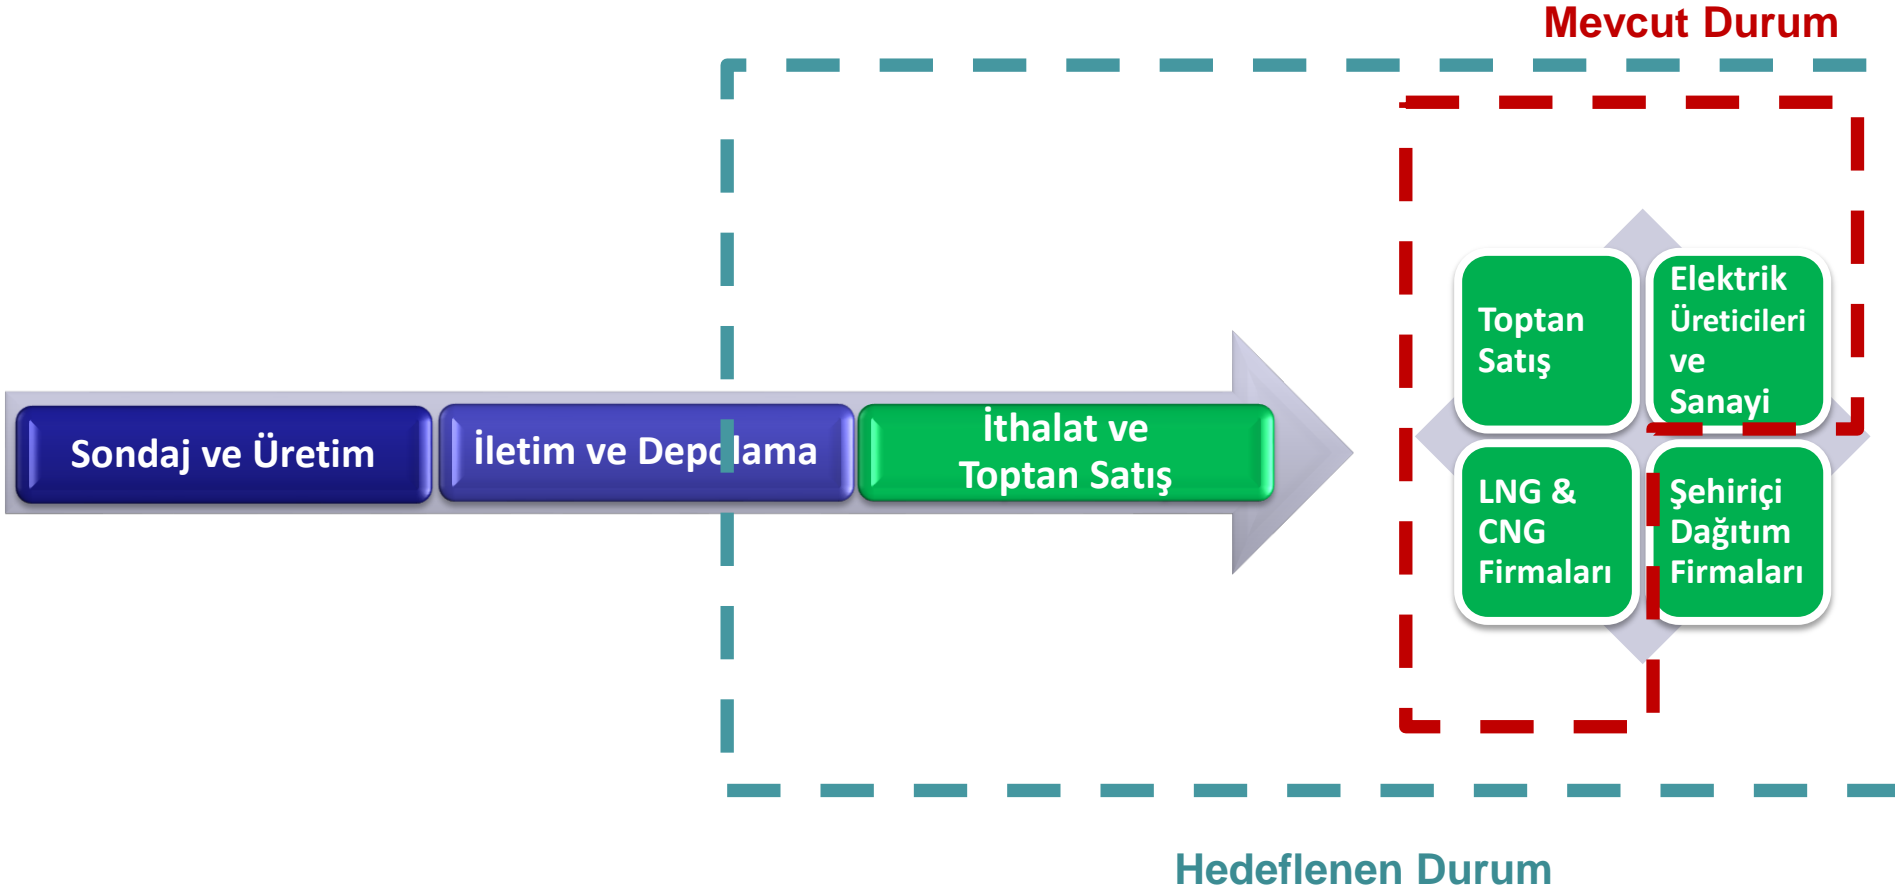 Mevcut Durum
Sondaj ve Üretim
İletim ve Depolama
İthalat ve
Toptan Satış
Toptan
Satış
Elektrik
Üreticileri
ve
Sanayi
LNG &
CNG
Firmaları
Şehiriçi
Dağıtım
Firmaları
Hedeflenen Durum